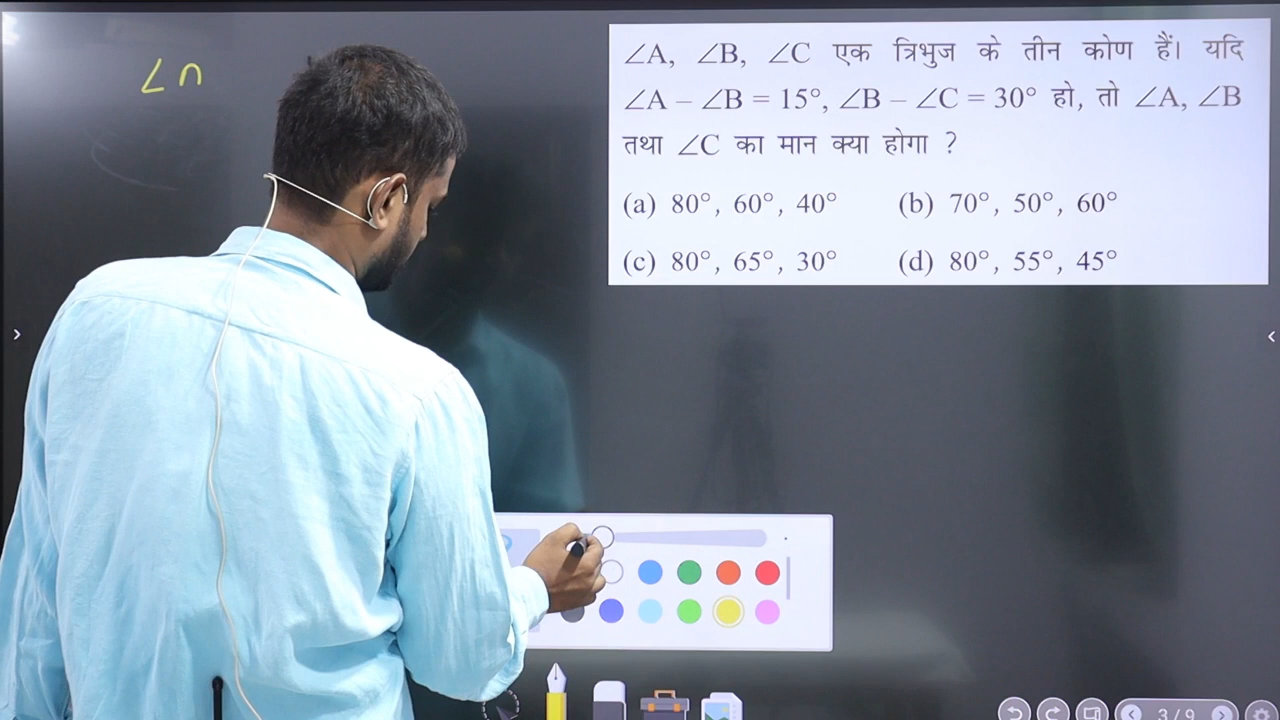 ∠n
∠A, ∠B, ∠C एक त्रिभुज के तीन कोण हैं। यदि
∠A – ∠B = 15°, ∠B – ∠C = 30° हो, तो ∠A, ∠B
तथा ∠C का मान क्या होगा ?
(a) 80°, 60°, 40° (b) 70°, 50°, 60°
(c) 80°, 65°, 30° (d) 80°, 55°, 45°
3/9